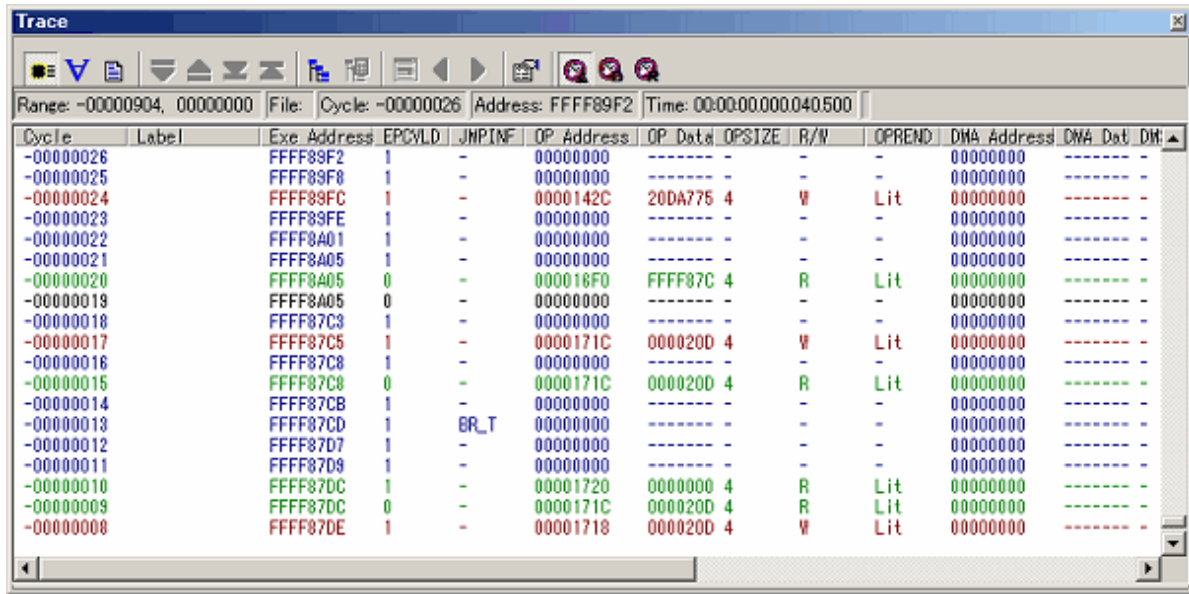 Trace
Range: -00000904, 00000000 File: Cycle: -00000026 Address: FFFF89F2 Time: 00:00:00.000.040.500
Cycle Label Exe Address EPCVLD JMPINF OP Address OP Data OPSIZE R/W OPREND DMA Address DMA Dat DM
-00000026 FFFF89F2 1 - 00000000 ------- - - - 00000000 ------- -
-00000025 FFFF89F8 1 - 00000000 ------- - - - 00000000 ------- -
-00000024 FFFF89FC 1 - 0000142C 20DA775 4 W Lit 00000000 ------- -
-00000023 FFFF89FE 1 - 00000000 ------- - - - 00000000 ------- -
-00000022 FFFF8A01 1 - 00000000 ------- - - - 00000000 ------- -
-00000021 FFFF8A05 1 - 00000000 ------- - - - 00000000 ------- -
-00000020 FFFF8A05 0 - 000016F0 FFFF87C 4 R Lit 00000000 ------- -
-00000019 FFFF8A05 0 - 00000000 ------- - - - 00000000 ------- -
-00000018 FFFF87C3 1 - 00000000 ------- - - - 00000000 ------- -
-00000017 FFFF87C5 1 - 0000171C 000020D 4 W Lit 00000000 ------- -
-00000016 FFFF87C8 1 - 00000000 ------- - - - 00000000 ------- -
-00000015 FFFF87C8 0 - 0000171C 000020D 4 R Lit 00000000 ------- -
-00000014 FFFF87CB 1 - 00000000 ------- - - - 00000000 ------- -
-00000013 FFFF87CD 1 BR_T 00000000 ------- - - - 00000000 ------- -
-00000012 FFFF87D7 1 - 00000000 ------- - - - 00000000 ------- -
-00000011 FFFF87D9 1 - 00000000 ------- - - - 00000000 ------- -
-00000010 FFFF87DC 1 - 00001720 0000000 4 R Lit 00000000 ------- -
-00000009 FFFF87DC 0 - 0000171C 000020D 4 R Lit 00000000 ------- -
-00000008 FFFF87DE 1 - 00001718 000020D 4 W Lit 00000000 ------- -